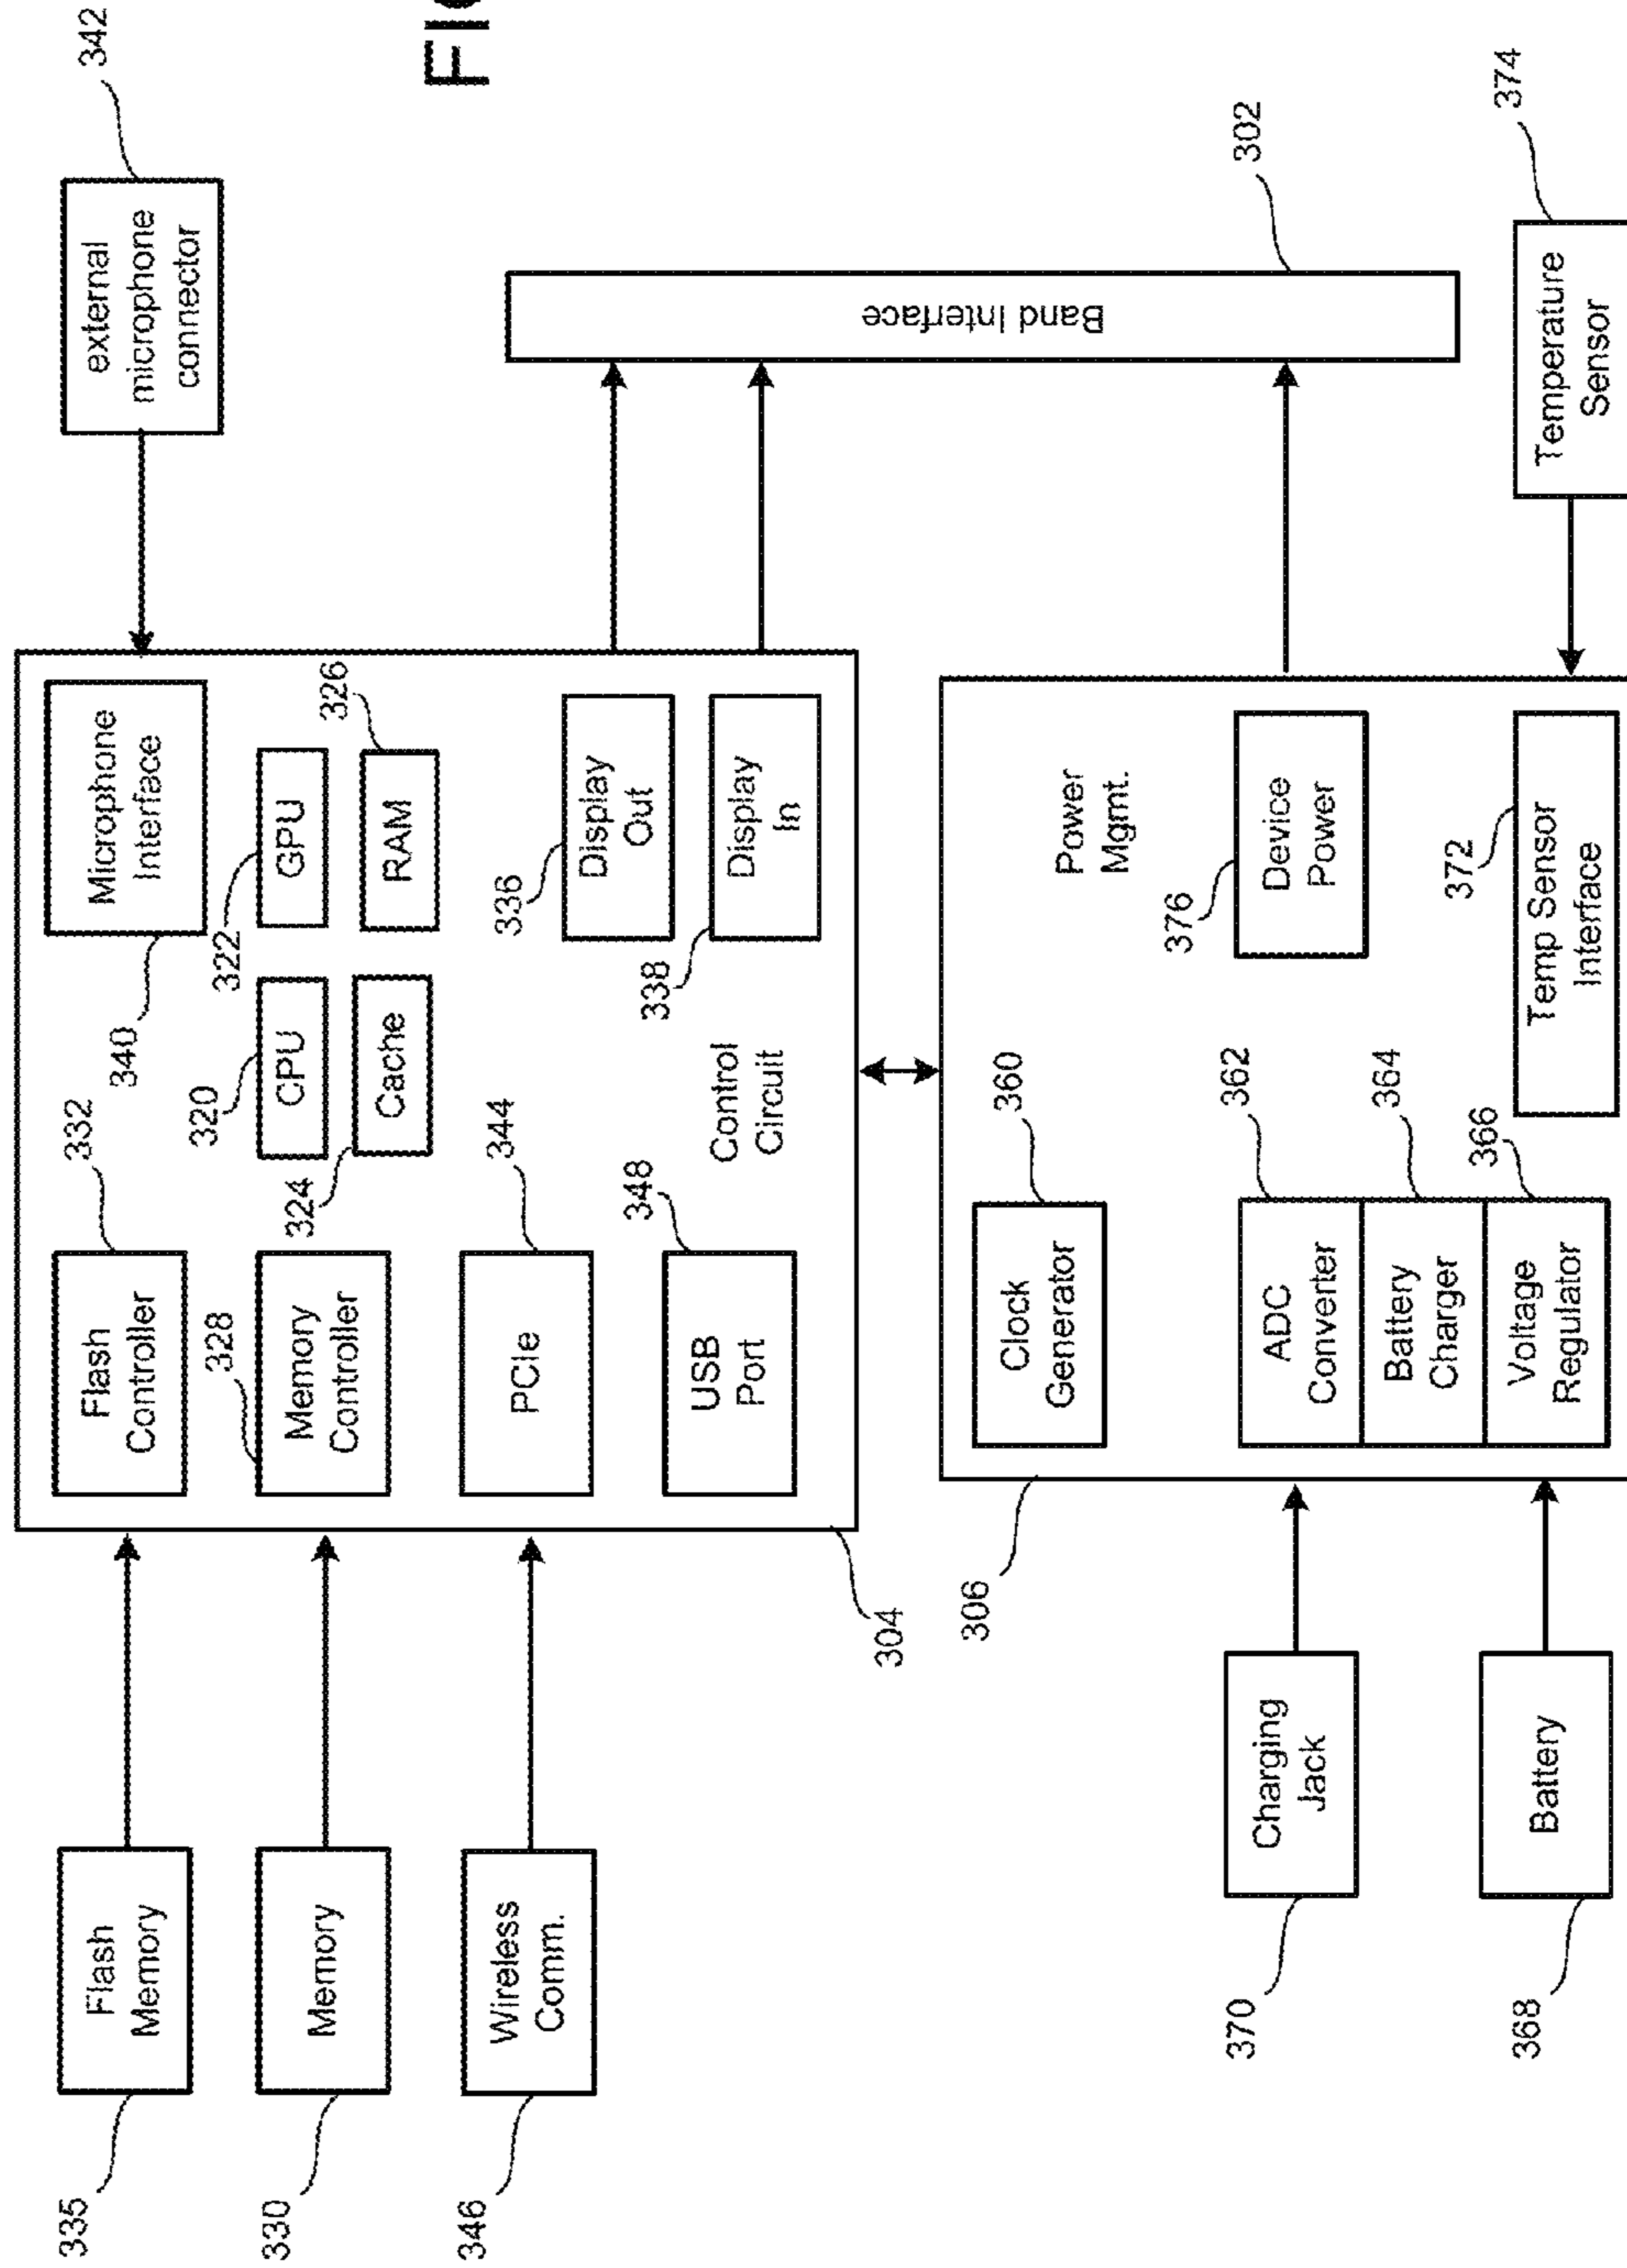 335
Flash
Memory
330
Memory
346
Wireless
Comm.
332
Flash
Controller
328
Memory
Controller
344
PCIe
348
USB
Port
340
Microphone
Interface
320
CPU
322
GPU
324
Cache
326
RAM
336
Display
Out
338
Display
In
Control
Circuit
304
external
microphone
connector
342
FIG
Band Interface
302
306
360
Clock
Generator
362
ADC
Converter
364
Battery
Charger
366
Voltage
Regulator
Power
Mgmt.
376
Device
Power
372
Temp Sensor
Interface
370
Charging
Jack
368
Battery
Temperature
Sensor
374